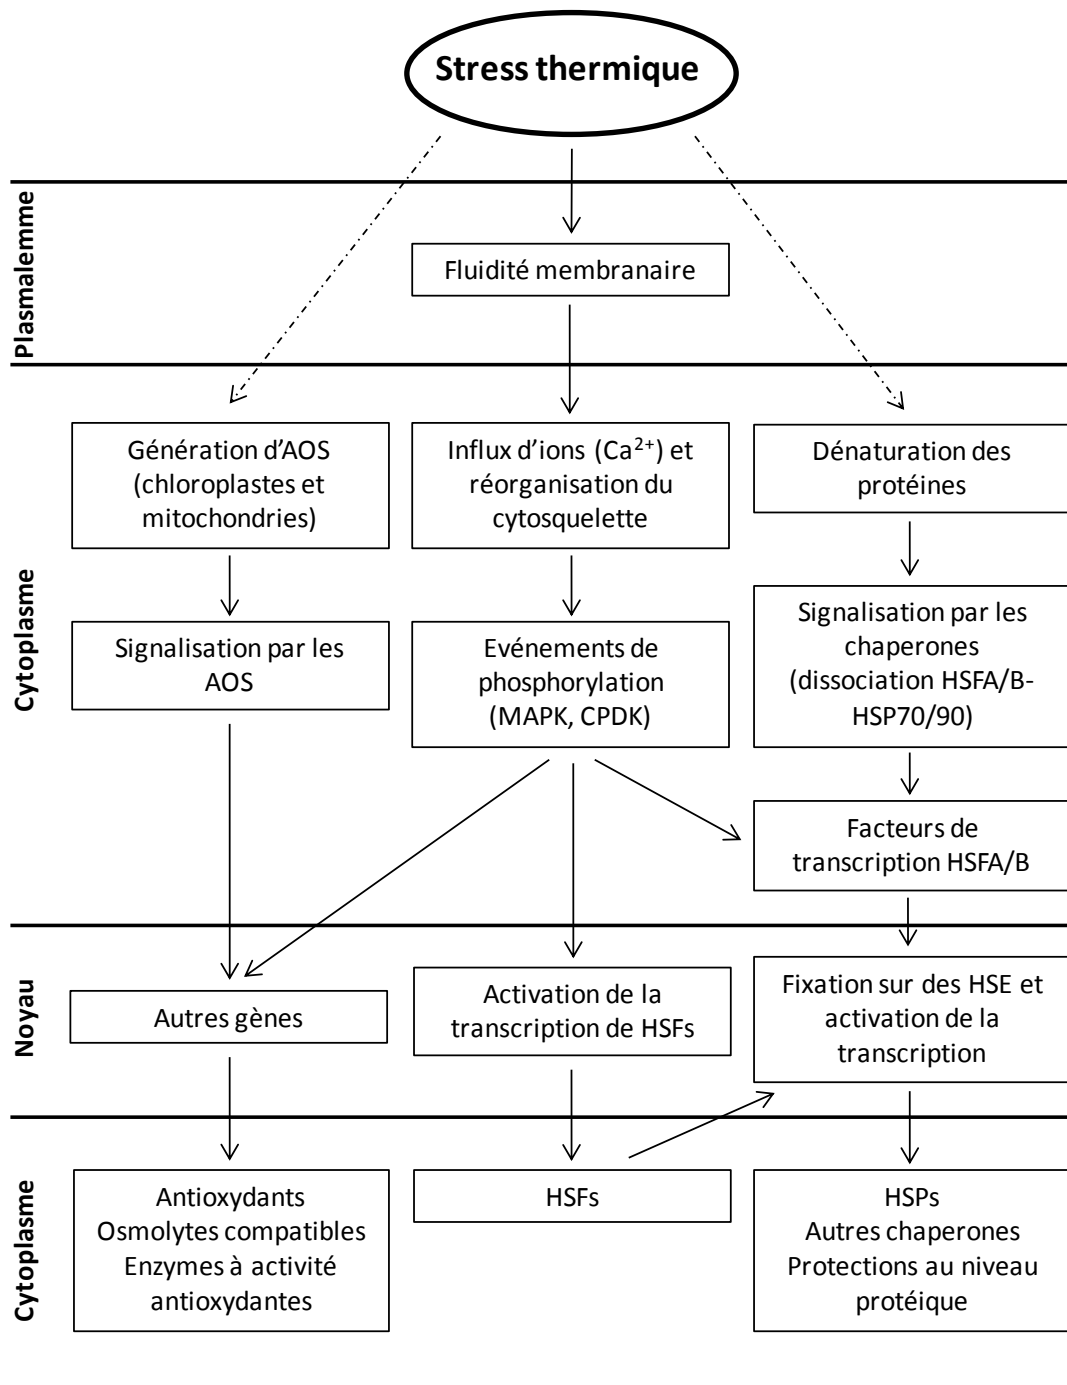 Stress thermique
Plasmalemme
Fluidité membranaire
Cytoplasme
Génération d'AOS
(chloroplastes et
mitochondries)
Influx d'ions (Ca²⁺) et
réorganisation du
cytosquelette
Dénaturation des
protéines
Signalisation par les
AOS
Evénements de
phosphorylation
(MAPK, CPDK)
Signalisation par les
chaperones
(dissociation HSFA/B-
HSP70/90)
Facteurs de
transcription HSFA/B
Noyau
Autres gènes
Activation de la
transcription de HSFs
Fixation sur des HSE et
activation de la
transcription
Cytoplasme
Antioxydants
Osmolytes compatibles
Enzymes à activité
antioxydantes
HSFs
HSPs
Autres chaperones
Protections au niveau
protéique